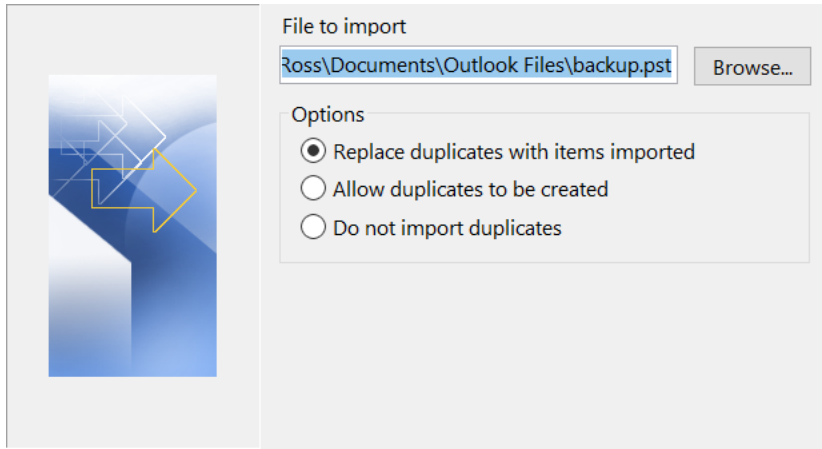 File to import
Ross\Documents\Outlook Files\backup.pst
Browse...
Options
Replace duplicates with items imported
Allow duplicates to be created
Do not import duplicates